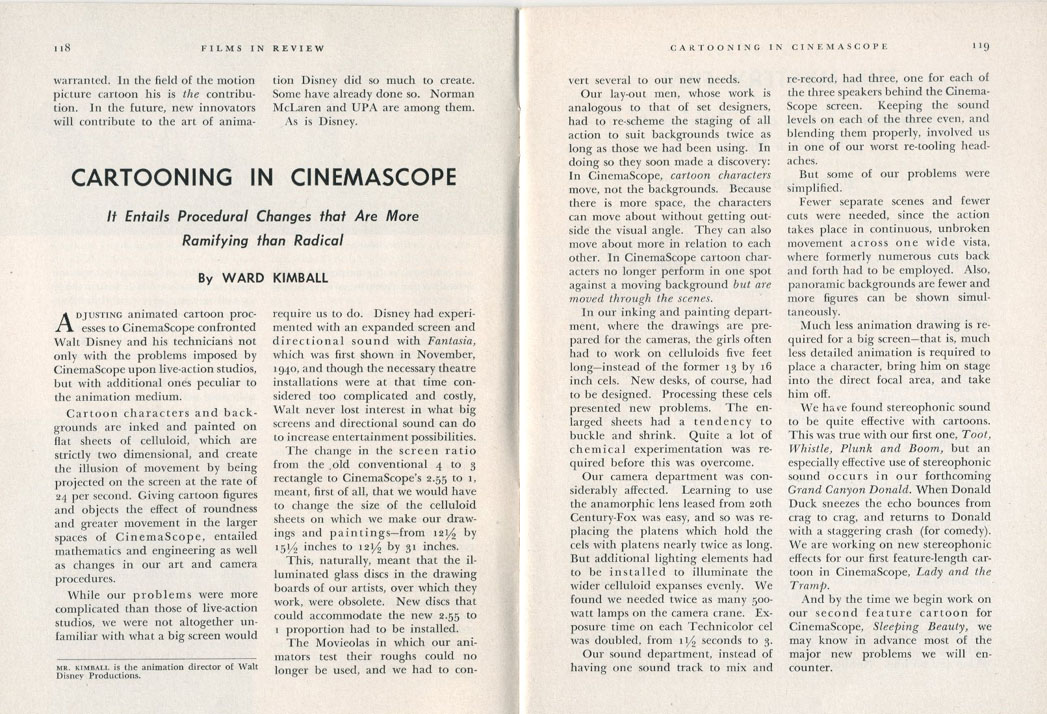 118
FILMS IN REVIEW
warranted. In the field of the motion
picture cartoon his is the contribu-
tion. In the future, new innovators
will contribute to the art of anima-
tion Disney did so much to create.
Some have already done so. Norman
McLaren and UPA are among them.
As is Disney.
CARTOONING IN CINEMASCOPE
It Entails Procedural Changes that Are More
Ramifying than Radical
By WARD KIMBALL
ADJUSTING animated cartoon proc-
esses to CinemaScope confronted
Walt Disney and his technicians not
only with the problems imposed by
CinemaScope upon live-action studios,
but with additional ones peculiar to
the animation medium.
Cartoon characters and back-
grounds are inked and painted on
flat sheets of celluloid, which are
strictly two dimensional, and create
the illusion of movement by being
projected on the screen at the rate of
24 per second. Giving cartoon figures
and objects the effect of roundness
and greater movement in the larger
spaces of CinemaScope, entailed
mathematics and engineering as well
as changes in our art and camera
procedures.
While our problems were more
complicated than those of live-action
studios, we were not altogether un-
familiar with what a big screen would
MR. KIMBALL is the animation director of Walt
Disney Productions.
require us to do. Disney had experi-
mented with an expanded screen and
directional sound with Fantasia,
which was first shown in November,
1940, and though the necessary theatre
installations were at that time con-
sidered too complicated and costly,
Walt never lost interest in what big
screens and directional sound can do
to increase entertainment possibilities.
The change in the screen ratio
from the old conventional 4 to 3
rectangle to CinemaScope's 2.55 to 1,
meant, first of all, that we would have
to change the size of the celluloid
sheets on which we make our draw-
ings and paintings—from 12½ by
15½ inches to 12½ by 31 inches.
This, naturally, meant that the il-
luminated glass discs in the drawing
boards of our artists, over which they
work, were obsolete. New discs that
could accommodate the new 2.55 to
1 proportion had to be installed.
The Movieolas in which our ani-
mators test their roughs could no
longer be used, and we had to con-
CARTOONING IN CINEMASCOPE
119
vert several to our new needs.
Our lay-out men, whose work is
analogous to that of set designers,
had to re-scheme the staging of all
action to suit backgrounds twice as
long as those we had been using. In
doing so they soon made a discovery:
In CinemaScope, cartoon characters
move, not the backgrounds. Because
there is more space, the characters
can move about without getting out-
side the visual angle. They can also
move about more in relation to each
other. In CinemaScope cartoon char-
acters no longer perform in one spot
against a moving background but are
moved through the scenes.
In our inking and painting depart-
ment, where the drawings are pre-
pared for the cameras, the girls often
had to work on celluloids five feet
long—instead of the former 13 by 16
inch cels. New desks, of course, had
to be designed. Processing these cels
presented new problems. The en-
larged sheets had a tendency to
buckle and shrink. Quite a lot of
chemical experimentation was re-
quired before this was overcome.
Our camera department was con-
siderably affected. Learning to use
the anamorphic lens leased from 20th
Century-Fox was easy, and so was re-
placing the platens which hold the
cels with platens nearly twice as long.
But additional lighting elements had
to be installed to illuminate the
wider celluloid expanses evenly. We
found we needed twice as many 500-
watt lamps on the camera crane. Ex-
posure time on each Technicolor cel
was doubled, from 1½ seconds to 3.
Our sound department, instead of
having one sound track to mix and
re-record, had three, one for each of
the three speakers behind the Cinema-
Scope screen. Keeping the sound
levels on each of the three even, and
blending them properly, involved us
in one of our worst re-tooling head-
aches.
But some of our problems were
simplified.
Fewer separate scenes and fewer
cuts were needed, since the action
takes place in continuous, unbroken
movement across one wide vista,
where formerly numerous cuts back
and forth had to be employed. Also,
panoramic backgrounds are fewer and
more figures can be shown simul-
taneously.
Much less animation drawing is re-
quired for a big screen—that is, much
less detailed animation is required to
place a character, bring him on stage
into the direct focal area, and take
him off.
We have found stereophonic sound
to be quite effective with cartoons.
This was true with our first one, Toot,
Whistle, Plunk and Boom, but an
especially effective use of stereophonic
sound occurs in our forthcoming
Grand Canyon Donald. When Donald
Duck sneezes the echo bounces from
crag to crag, and returns to Donald
with a staggering crash (for comedy).
We are working on new stereophonic
effects for our first feature-length car-
toon in CinemaScope, Lady and the
Tramp.
And by the time we begin work on
our second feature cartoon for
CinemaScope, Sleeping Beauty, we
may know in advance most of the
major new problems we will en-
counter.